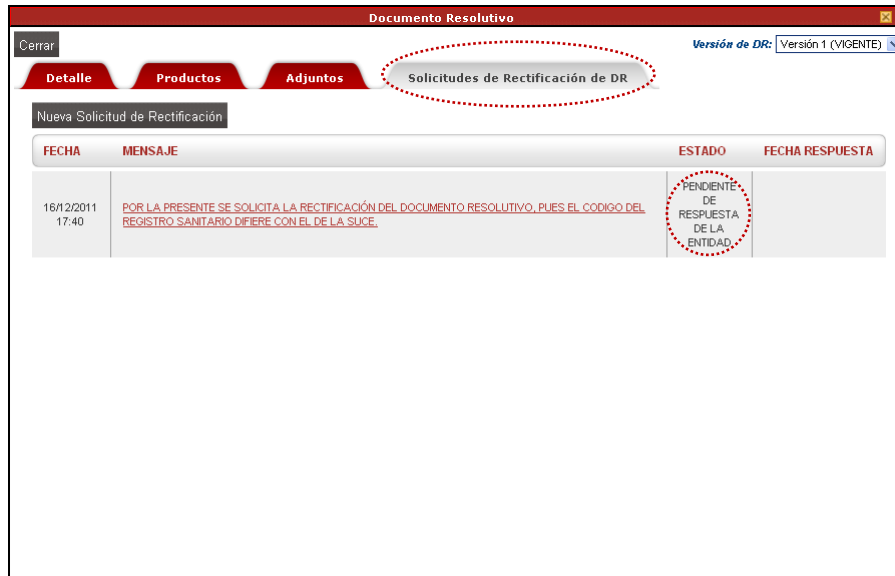 Documento Resolutivo
Cerrar
Versión de DR: Versión 1 (VIGENTE)
Detalle Productos Adjuntos Solicitudes de Rectificación de DR
Nueva Solicitud de Rectificación
FECHA MENSAJE ESTADO FECHA RESPUESTA
16/12/2011
17:40
POR LA PRESENTE SE SOLICITA LA RECTIFICACIÓN DEL DOCUMENTO RESOLUTIVO, PUES EL CODIGO DEL
REGISTRO SANITARIO DIFIERE CON EL DE LA SUCE.
PENDIENTE
DE
RESPUESTA
DE LA
ENTIDAD